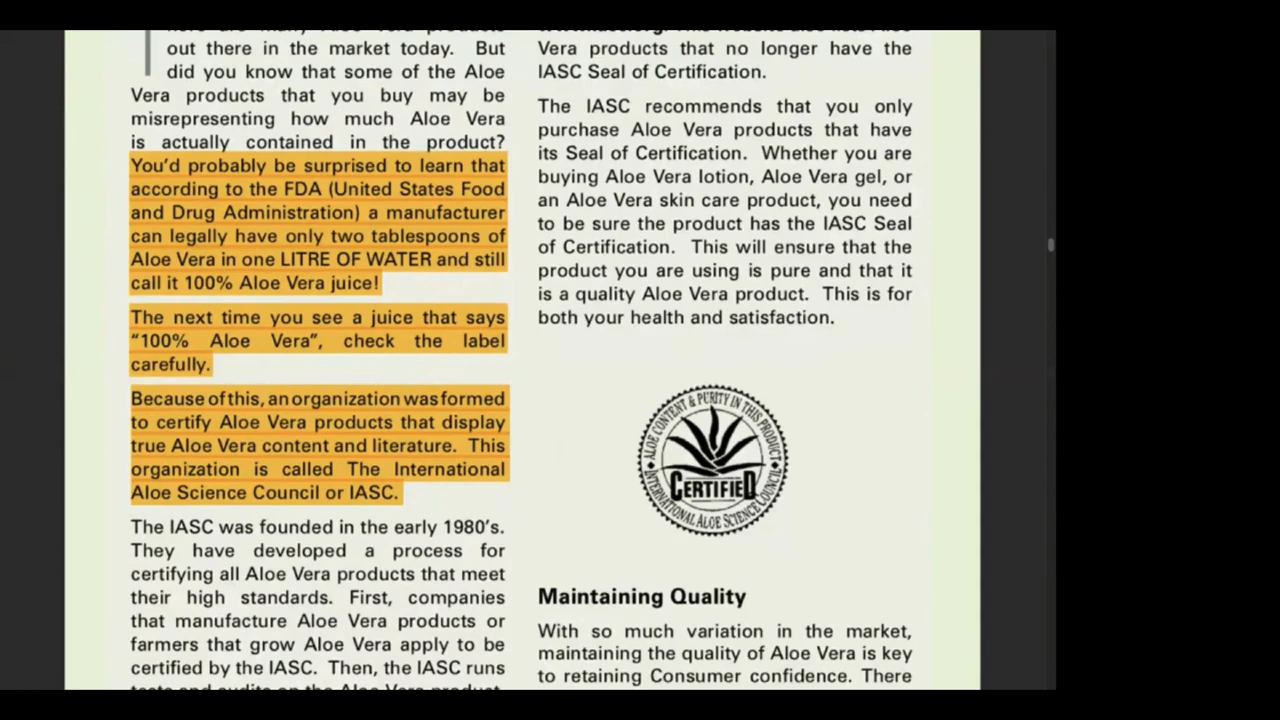 out there in the market today. But
did you know that some of the Aloe
Vera products that you buy may be
misrepresenting how much Aloe Vera
is actually contained in the product?
You'd probably be surprised to learn that
according to the FDA (United States Food
and Drug Administration) a manufacturer
can legally have only two tablespoons of
Aloe Vera in one LITRE OF WATER and still
call it 100% Aloe Vera juice!
The next time you see a juice that says
“100% Aloe Vera”, check the label
carefully.
Because of this, an organization was formed
to certify Aloe Vera products that display
true Aloe Vera content and literature. This
organization is called The International
Aloe Science Council or IASC.
The IASC was founded in the early 1980's.
They have developed a process for
certifying all Aloe Vera products that meet
their high standards. First, companies
that manufacture Aloe Vera products or
farmers that grow Aloe Vera apply to be
certified by the IASC. Then, the IASC runs
Vera products that no longer have the
IASC Seal of Certification.
The IASC recommends that you only
purchase Aloe Vera products that have
its Seal of Certification. Whether you are
buying Aloe Vera lotion, Aloe Vera gel, or
an Aloe Vera skin care product, you need
to be sure the product has the IASC Seal
of Certification. This will ensure that the
product you are using is pure and that it
is a quality Aloe Vera product. This is for
both your health and satisfaction.
ALOE CONTENT & PURITY IN THIS PRODUCT
CERTIFIED
INTERNATIONAL ALOE SCIENCE COUNCIL
Maintaining Quality
With so much variation in the market,
maintaining the quality of Aloe Vera is key
to retaining Consumer confidence. There